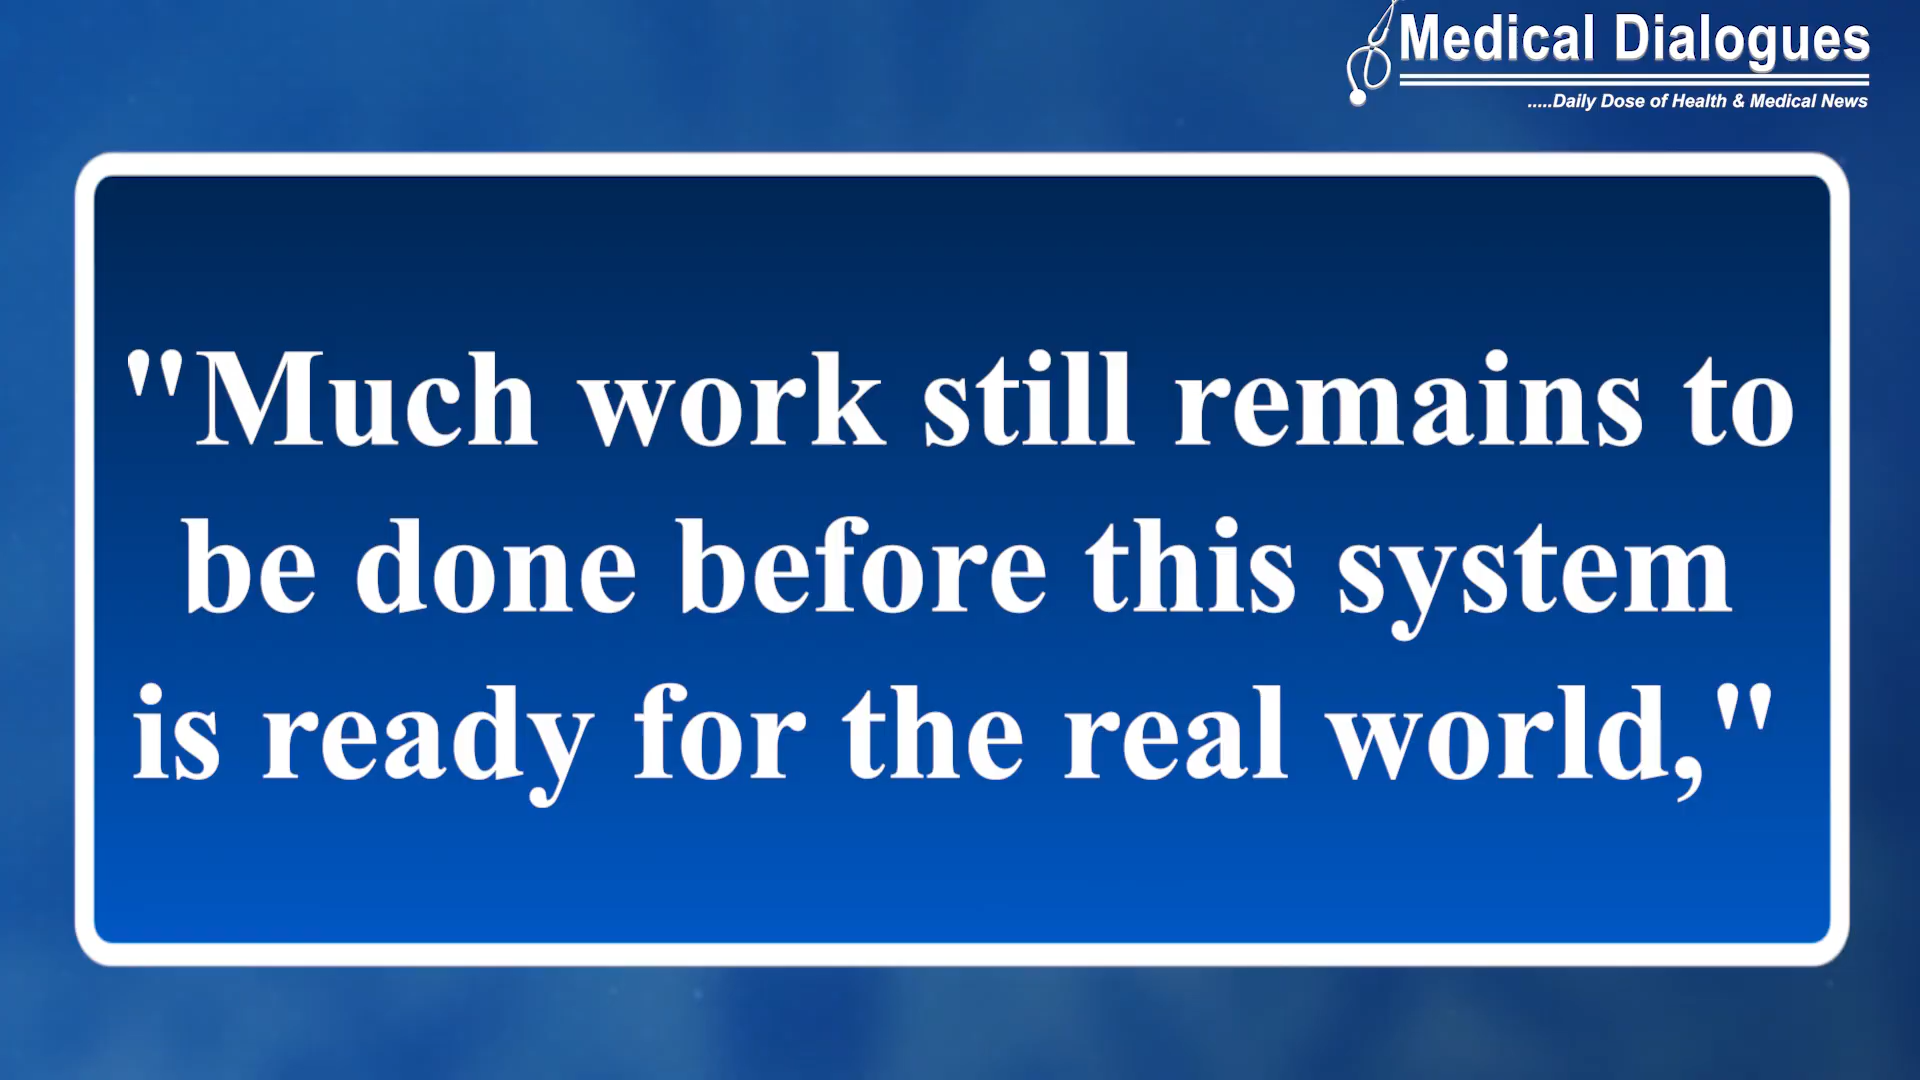 Medical Dialogues
.....Daily Dose of Health & Medical News
"Much work still remains to
be done before this system
is ready for the real world,"